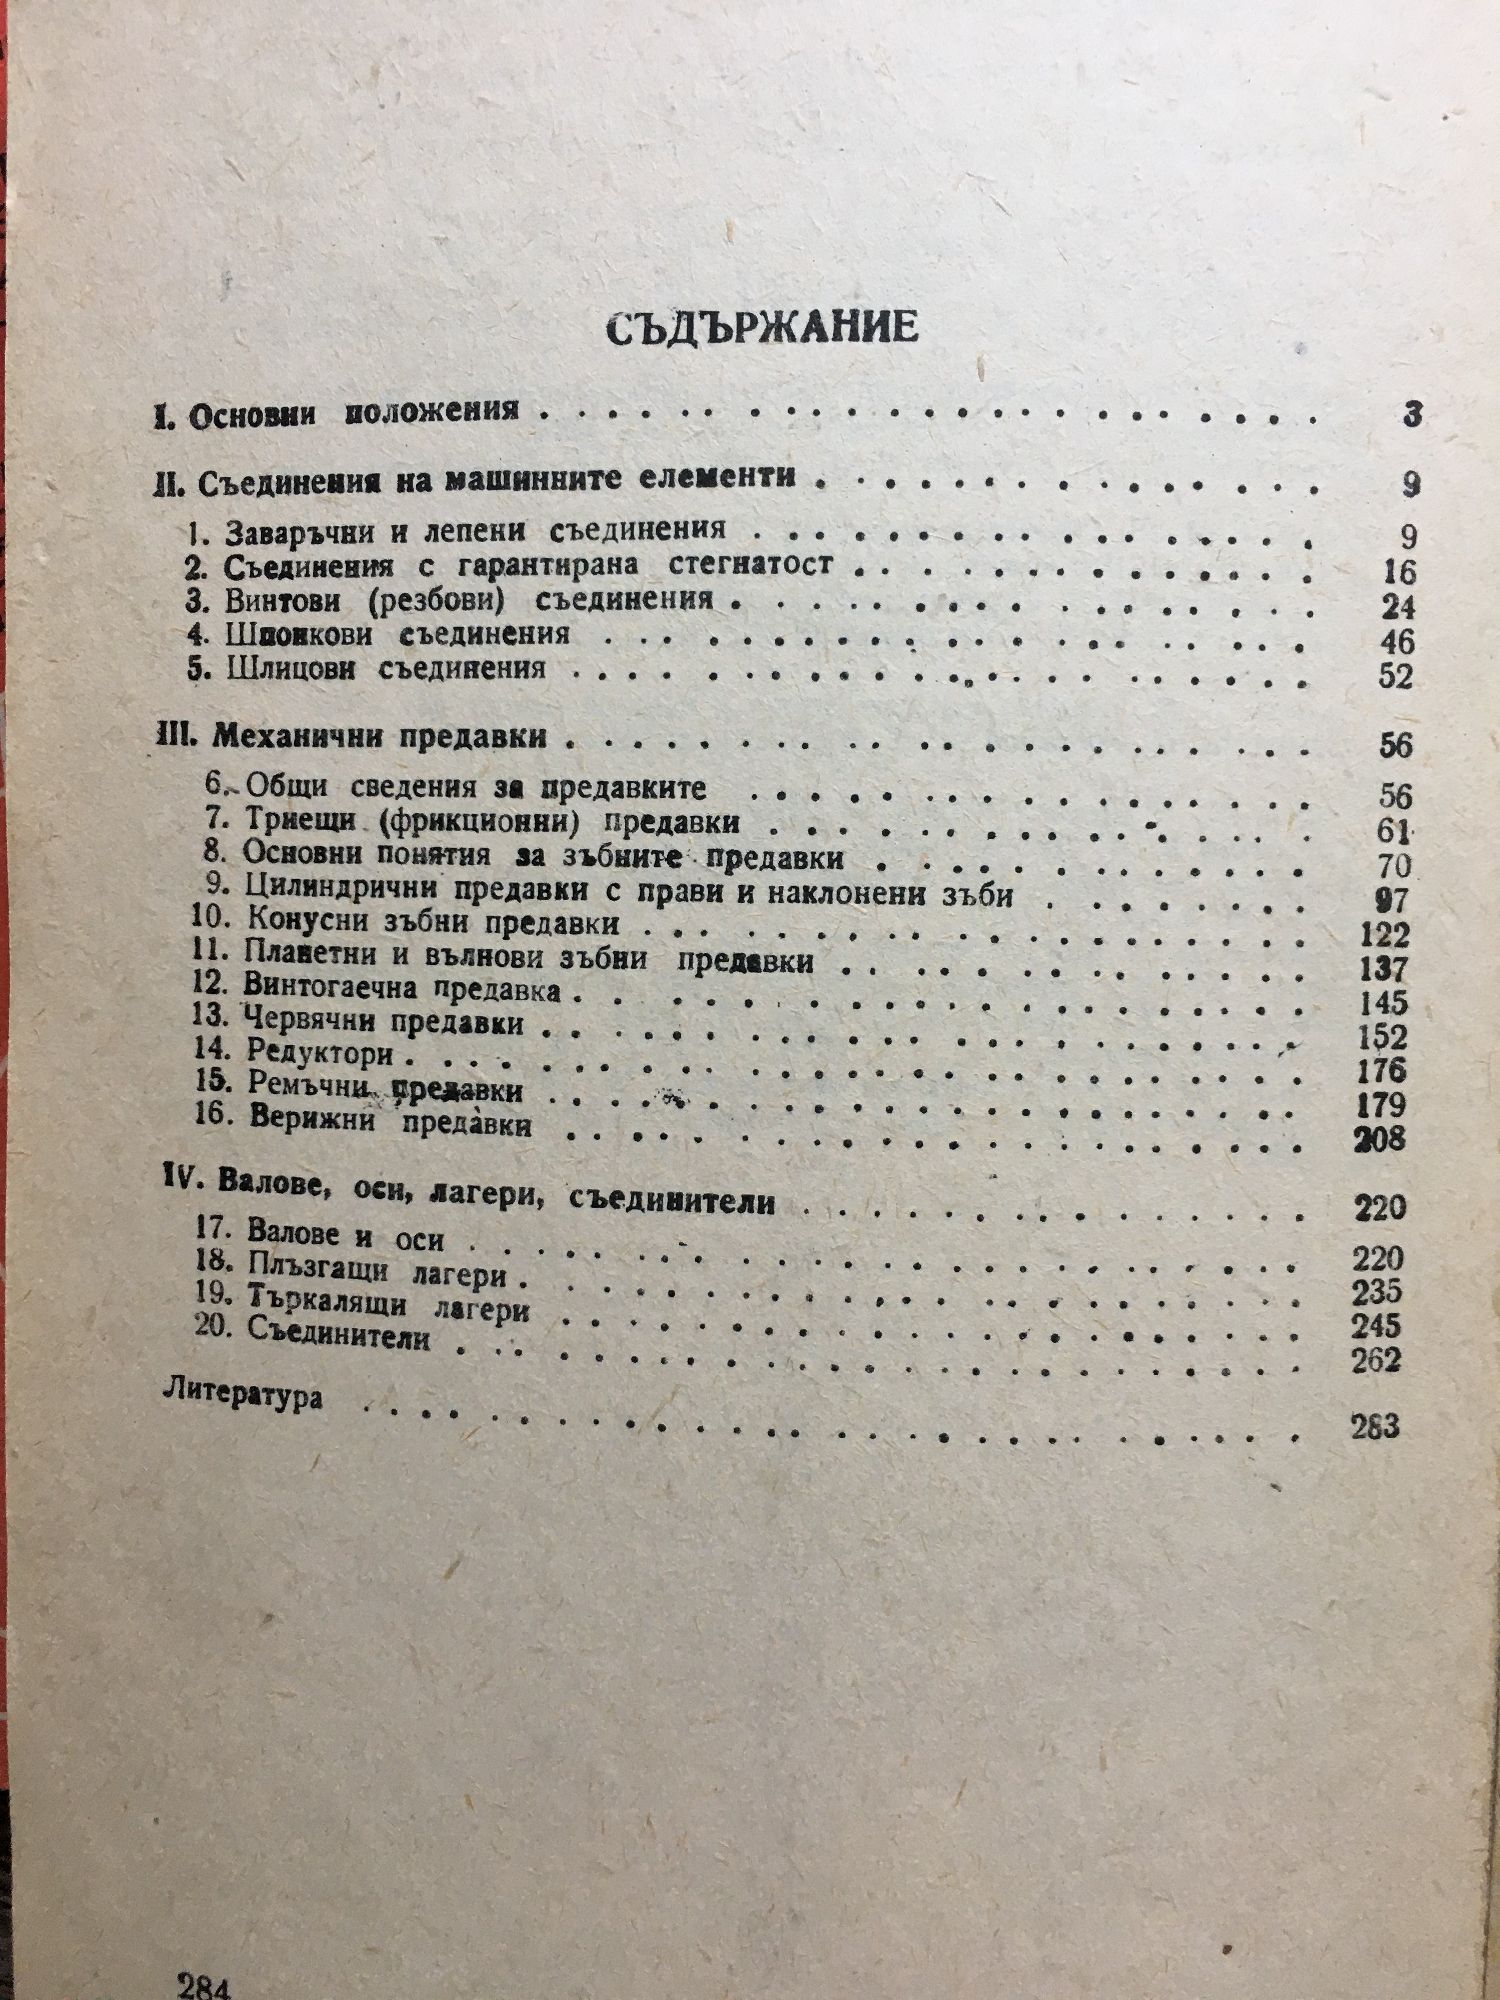 СЪДЪРЖАНИЕ
I. Основни положения . . . . . . . . . . . . . . . . . . . . 3
II. Съединения на машинните елементи . . . . . . . . . . . . . . 9
1. Заваръчни и лепени съединения . . . . . . . . . . . . . . . 9
2. Съединения с гарантирана стегнатост . . . . . . . . . . . . . 16
3. Винтови (резбови) съединения . . . . . . . . . . . . . . . 24
4. Шпонкови съединения . . . . . . . . . . . . . . . . . . . 46
5. Шлицови съединения . . . . . . . . . . . . . . . . . . . . 52
III. Механични предавки . . . . . . . . . . . . . . . . . . . . 56
6. Общи сведения за предавките . . . . . . . . . . . . . . . . 56
7. Триещи (фрикционни) предавки . . . . . . . . . . . . . . . 61
8. Основни понятия за зъбните предавки . . . . . . . . . . . . 70
9. Цилиндрични предавки с прави и наклонени зъби . . . . . . . . 97
10. Конусни зъбни предавки . . . . . . . . . . . . . . . . . . 122
11. Планетни и вълнови зъбни предавки . . . . . . . . . . . . . 137
12. Винтогаечна предавка . . . . . . . . . . . . . . . . . . . 145
13. Червячни предавки . . . . . . . . . . . . . . . . . . . . 152
14. Редуктори . . . . . . . . . . . . . . . . . . . . . . . . 176
15. Ремъчни предавки . . . . . . . . . . . . . . . . . . . . . 179
16. Верижни предавки . . . . . . . . . . . . . . . . . . . . . 208
IV. Валове, оси, лагери, съединители . . . . . . . . . . . . . . 220
17. Валове и оси . . . . . . . . . . . . . . . . . . . . . . . 220
18. Плъзгащи лагери . . . . . . . . . . . . . . . . . . . . . 235
19. Търкалящи лагери . . . . . . . . . . . . . . . . . . . . . 245
20. Съединители . . . . . . . . . . . . . . . . . . . . . . . 262
Литература . . . . . . . . . . . . . . . . . . . . . . . . . 283
284